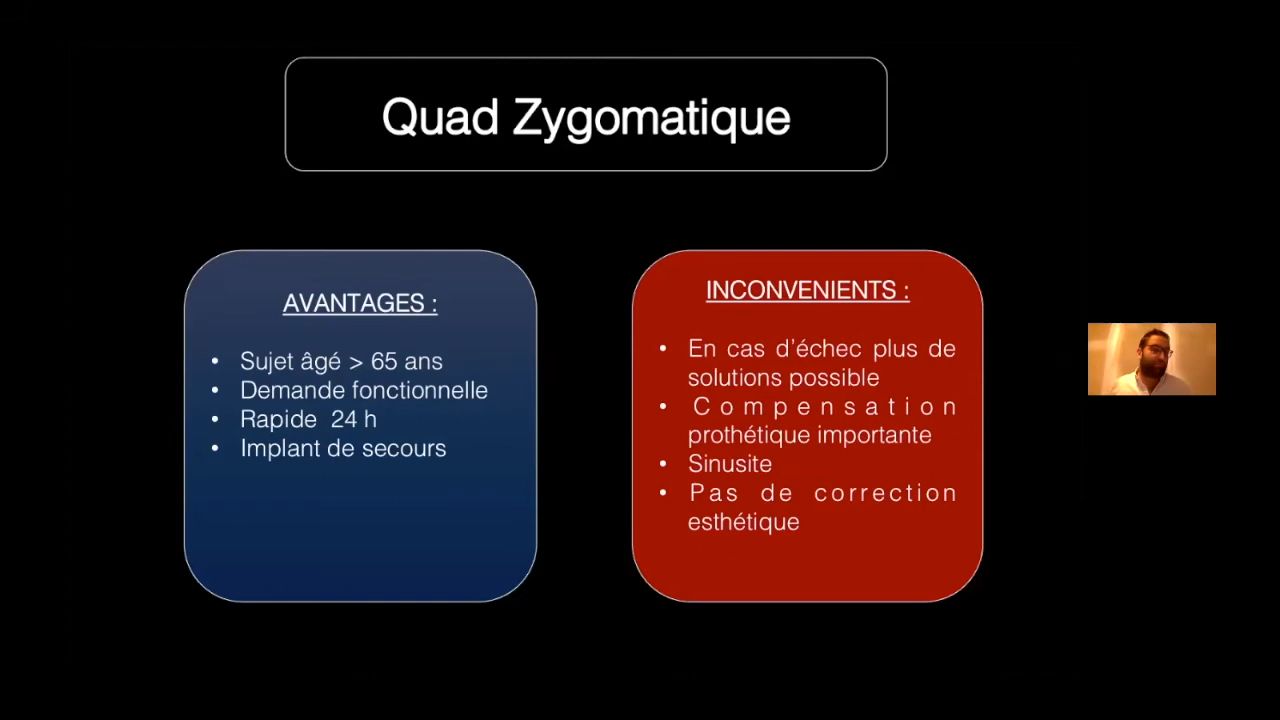 Quad Zygomatique
AVANTAGES :
• Sujet âgé > 65 ans
• Demande fonctionnelle
• Rapide 24 h
• Implant de secours
INCONVENIENTS :
• En cas d'échec plus de
solutions possible
• Compensation
prothétique importante
• Sinusite
• Pas de correction
esthétique